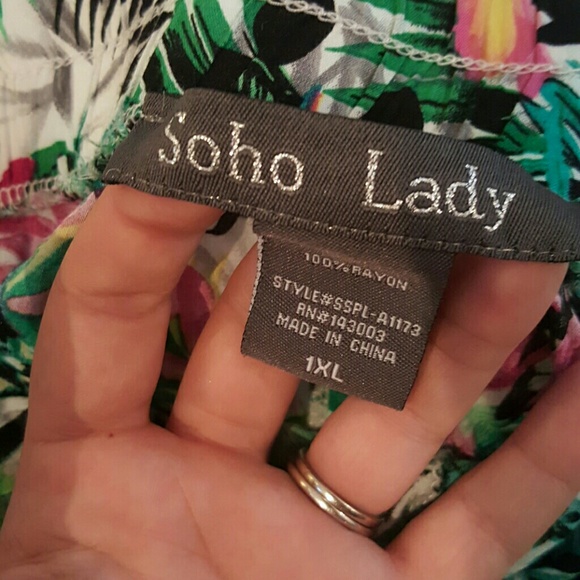 Soho Lady
100% RAYON
STYLE#SSPL-A1173
RN#143003
MADE IN CHINA
1XL